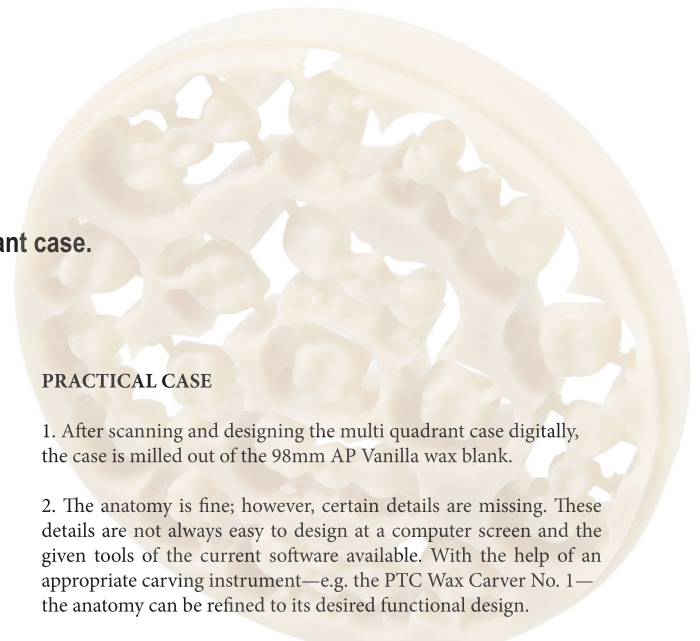 ant case.
PRACTICAL CASE
1. After scanning and designing the multi quadrant case digitally,
the case is milled out of the 98mm AP Vanilla wax blank.
2. The anatomy is fine; however, certain details are missing. These
details are not always easy to design at a computer screen and the
given tools of the current software available. With the help of an
appropriate carving instrument—e.g. the PTC Wax Carver No. 1—
the anatomy can be refined to its desired functional design.